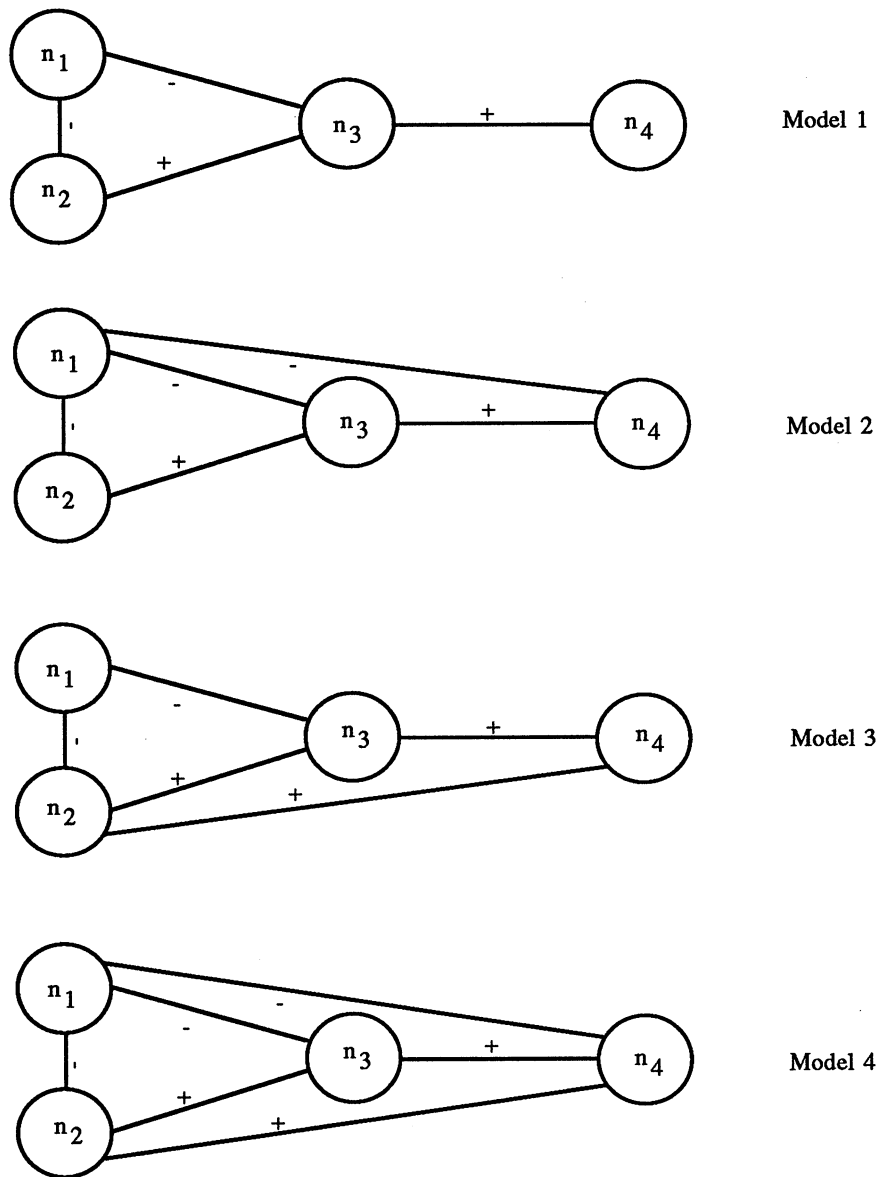 n1
-
-
n3
+
n4
Model 1
+
n2
n1
-
-
-
n3
+
n4
Model 2
+
n2
n1
-
-
n3
+
n4
Model 3
+
+
n2
n1
-
-
-
n3
+
n4
Model 4
+
+
n2